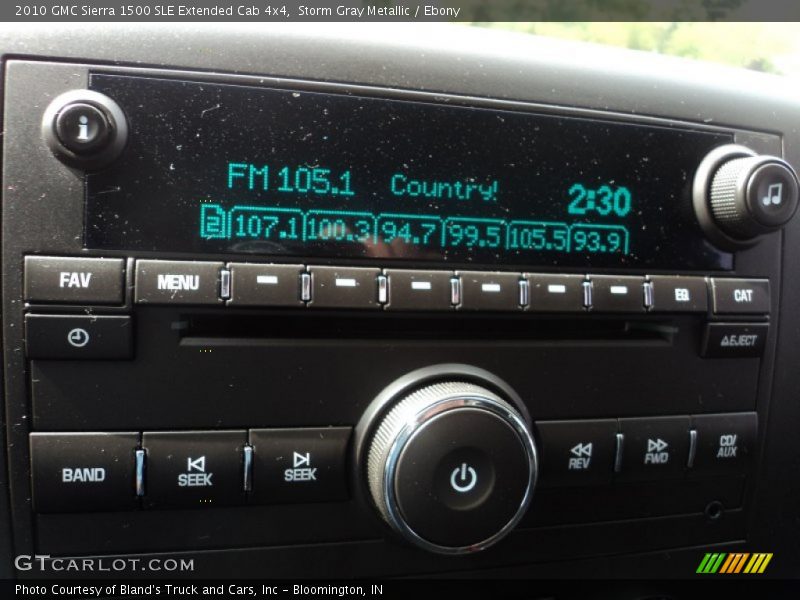 2010 GMC Sierra 1500 SLE Extended Cab 4x4, Storm Gray Metallic / Ebony
i
FM 105.1 Country! 2:30
2 107.1 100.3 94.7 99.5 105.5 93.9
FAV MENU EQ CAT
EJECT
BAND SEEK SEEK REV FWD CD/
AUX
GTCARLOT.COM
Photo Courtesy of Bland's Truck and Cars, Inc - Bloomington, IN